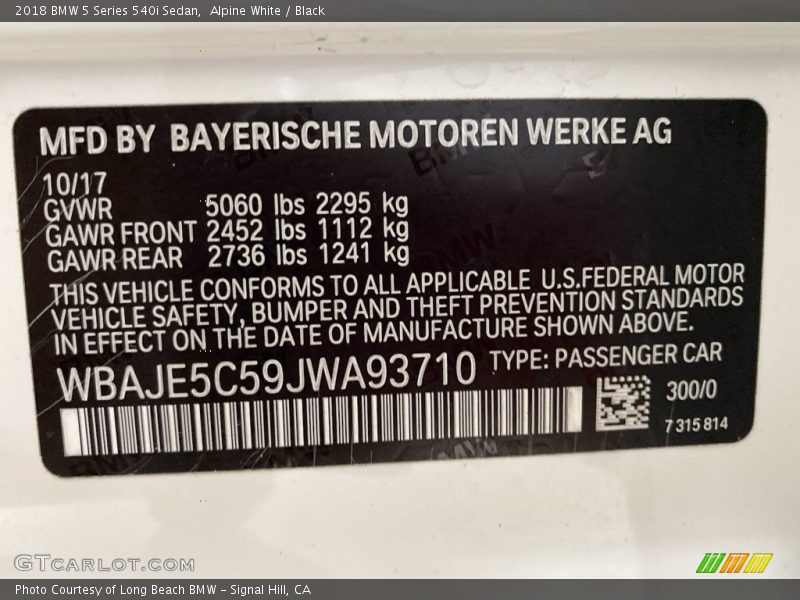 2018 BMW 5 Series 540i Sedan,  Alpine White / Black
MFD BY BAYERISCHE MOTOREN WERKE AG
10/17
GVWR 5060 lbs 2295 kg
GAWR FRONT 2452 lbs 1112 kg
GAWR REAR 2736 lbs 1241 kg
THIS VEHICLE CONFORMS TO ALL APPLICABLE U.S.FEDERAL MOTOR
VEHICLE SAFETY, BUMPER AND THEFT PREVENTION STANDARDS
IN EFFECT ON THE DATE OF MANUFACTURE SHOWN ABOVE.
WBAJE5C59JWA93710 TYPE: PASSENGER CAR
300/0
7 315 814
GTCARLOT.COM
Photo Courtesy of Long Beach BMW - Signal Hill, CA